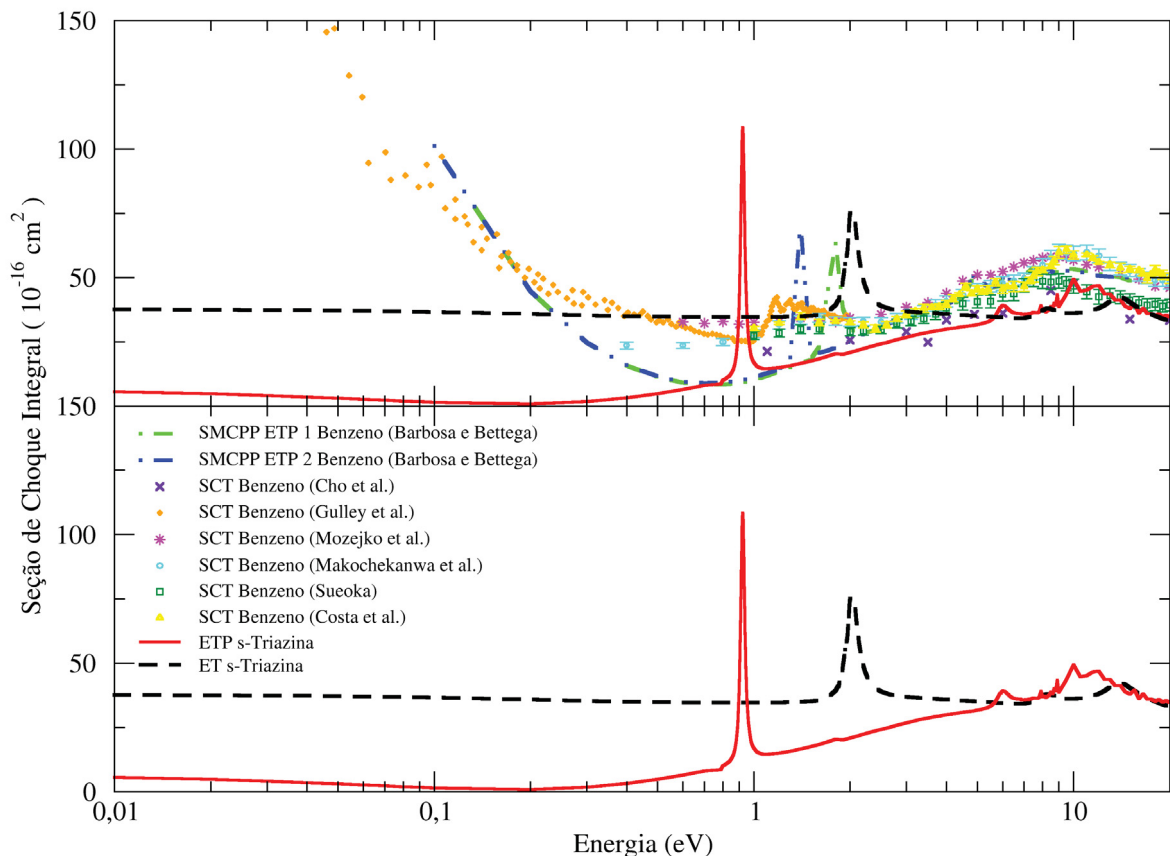 150
100
50
150
100
50
0
Seção de Choque Integral ( 10⁻¹⁶ cm² )
SMCPP ETP 1 Benzeno (Barbosa e Bettega)
SMCPP ETP 2 Benzeno (Barbosa e Bettega)
SCT Benzeno (Cho et al.)
SCT Benzeno (Gulley et al.)
SCT Benzeno (Mozejko et al.)
SCT Benzeno (Makochekanwa et al.)
SCT Benzeno (Sueoka)
SCT Benzeno (Costa et al.)
ETP s-Triazina
ET s-Triazina
0,01 0,1 1 10
Energia (eV)